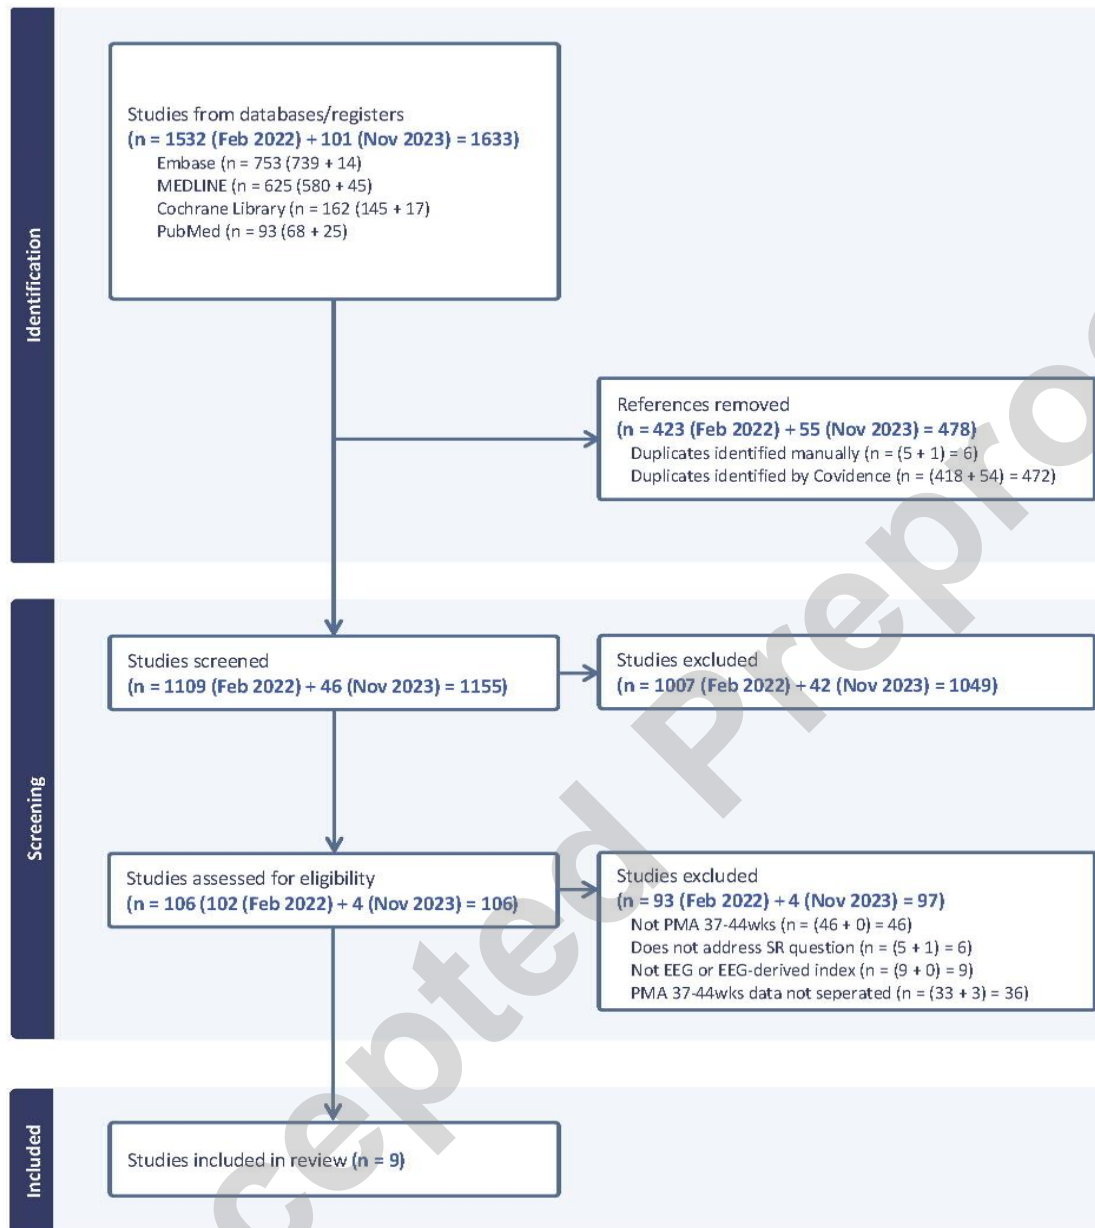 Identification
Studies from databases/registers
(n = 1532 (Feb 2022) + 101 (Nov 2023) = 1633)
Embase (n = 753 (739 + 14)
MEDLINE (n = 625 (580 + 45)
Cochrane Library (n = 162 (145 + 17)
PubMed (n = 93 (68 + 25)
References removed
(n = 423 (Feb 2022) + 55 (Nov 2023) = 478)
Duplicates identified manually (n = (5 + 1) = 6)
Duplicates identified by Covidence (n = (418 + 54) = 472)
Screening
Studies screened
(n = 1109 (Feb 2022) + 46 (Nov 2023) = 1155)
Studies excluded
(n = 1007 (Feb 2022) + 42 (Nov 2023) = 1049)
Studies assessed for eligibility
(n = 106 (102 (Feb 2022) + 4 (Nov 2023) = 106)
Studies excluded
(n = 93 (Feb 2022) + 4 (Nov 2023) = 97)
Not PMA 37-44wks (n = (46 + 0) = 46)
Does not address SR question (n = (5 + 1) = 6)
Not EEG or EEG-derived index (n = (9 + 0) = 9)
PMA 37-44wks data not seperated (n = (33 + 3) = 36)
Included
Studies included in review (n = 9)
cepted Preproo